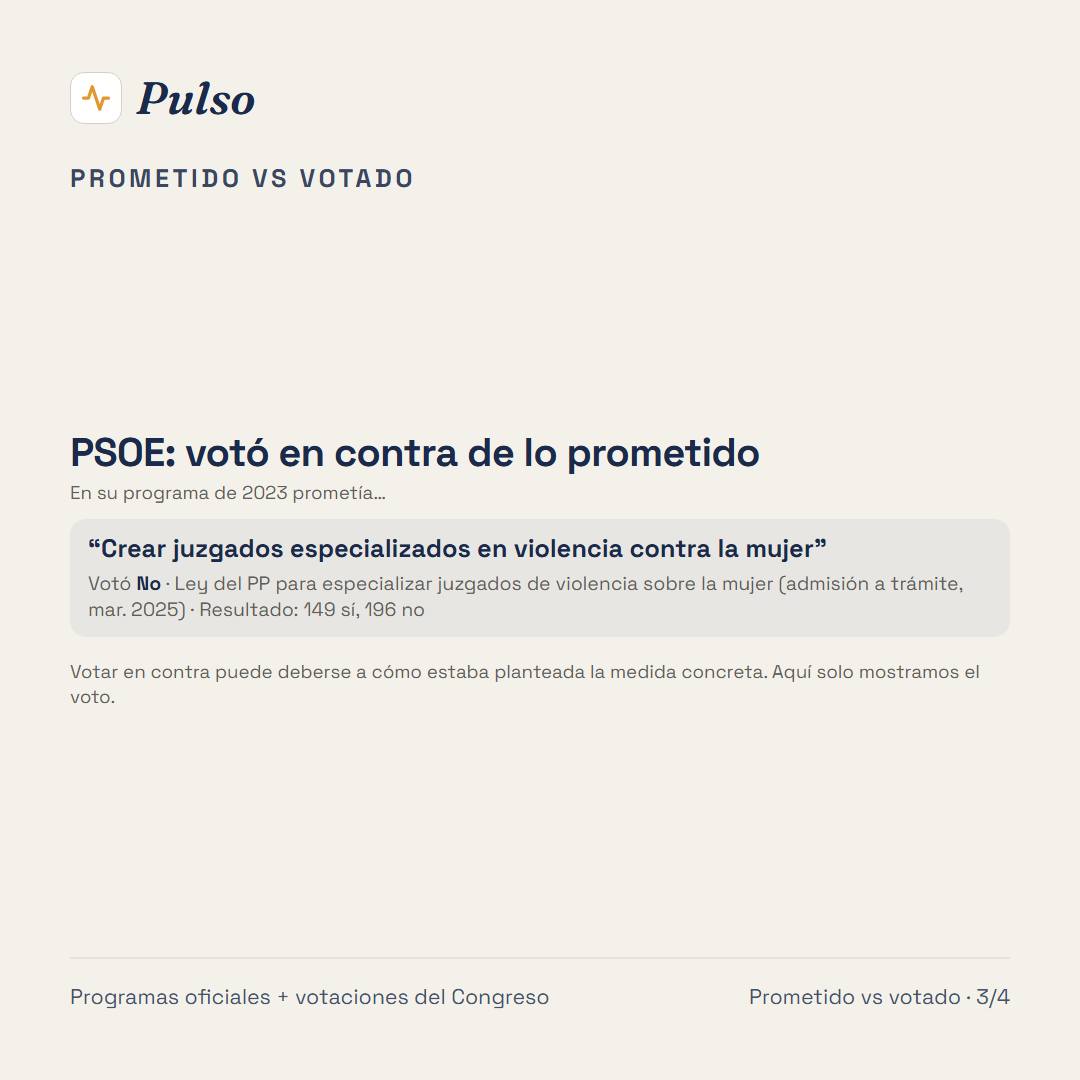 Pulso
PROMETIDO VS VOTADO
PSOE: votó en contra de lo prometido
En su programa de 2023 prometía…
“Crear juzgados especializados en violencia contra la mujer”
Votó No · Ley del PP para especializar juzgados de violencia sobre la mujer (admisión a trámite,
mar. 2025) · Resultado: 149 sí, 196 no
Votar en contra puede deberse a cómo estaba planteada la medida concreta. Aquí solo mostramos el
voto.
Programas oficiales + votaciones del Congreso
Prometido vs votado · 3/4